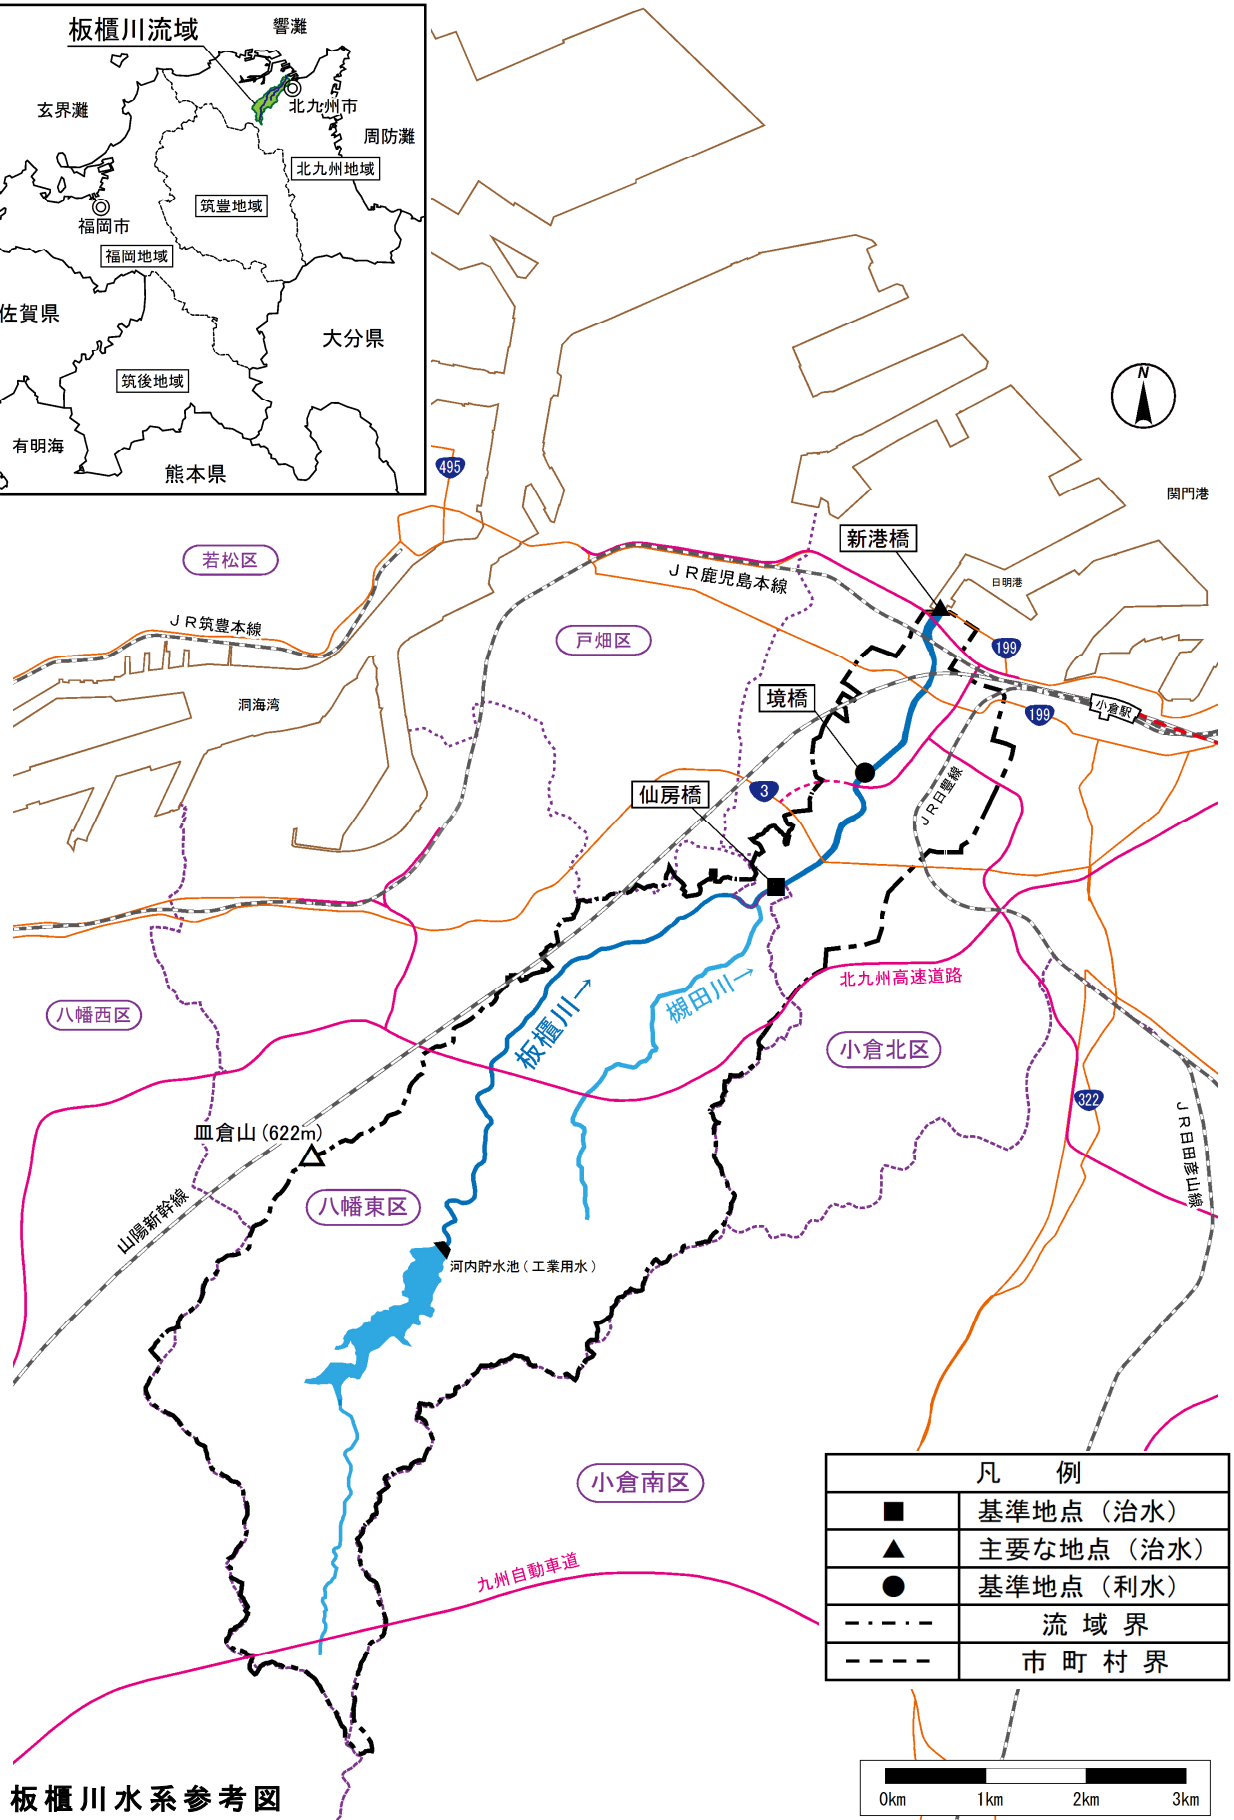 板櫃川流域
響灘
玄界灘
北九州市
周防灘
北九州地域
筑豊地域
福岡市
福岡地域
佐賀県
大分県
筑後地域
有明海
熊本県
N
495
関門港
新港橋
若松区
JR鹿児島本線
日明港
JR筑豊本線
戸畑区
199
境橋
洞海湾
199
小倉駅
仙房橋
3
JR日豊線
北九州高速道路
槻田川→
八幡西区
板櫃川→
小倉北区
322
皿倉山(622m)
JR日田彦山線
八幡東区
山陽新幹線
河内貯水池(工業用水)
小倉南区
九州自動車道
凡 例
■ 基準地点(治水)
▲ 主要な地点(治水)
● 基準地点(利水)
流域界
市町村界
板櫃川水系参考図
0km 1km 2km 3km